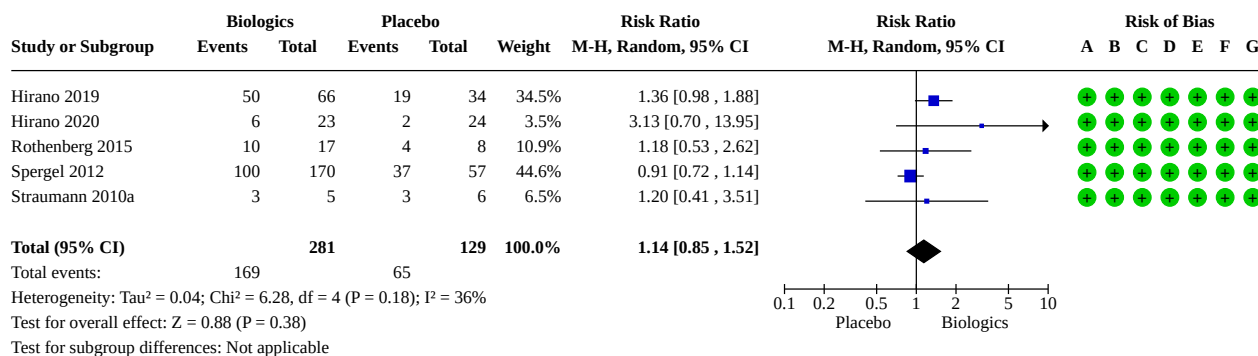 Biologics Placebo Risk Ratio Risk Ratio Risk of Bias
Study or Subgroup Events Total Events Total Weight M-H, Random, 95% CI M-H, Random, 95% CI A B C D E F G
Hirano 2019 50 66 19 34 34.5% 1.36 [0.98 , 1.88] + + + + + + +
Hirano 2020 6 23 2 24 3.5% 3.13 [0.70 , 13.95] + + + + + + +
Rothenberg 2015 10 17 4 8 10.9% 1.18 [0.53 , 2.62] + + + + + + +
Spergel 2012 100 170 37 57 44.6% 0.91 [0.72 , 1.14] + + + + + + +
Straumann 2010a 3 5 3 6 6.5% 1.20 [0.41 , 3.51] + + + + + + +
Total (95% CI) 281 129 100.0% 1.14 [0.85 , 1.52]
Total events: 169 65
Heterogeneity: Tau² = 0.04; Chi² = 6.28, df = 4 (P = 0.18); I² = 36%
0.1 0.2 0.5 1 2 5 10
Test for overall effect: Z = 0.88 (P = 0.38) Placebo Biologics
Test for subgroup differences: Not applicable